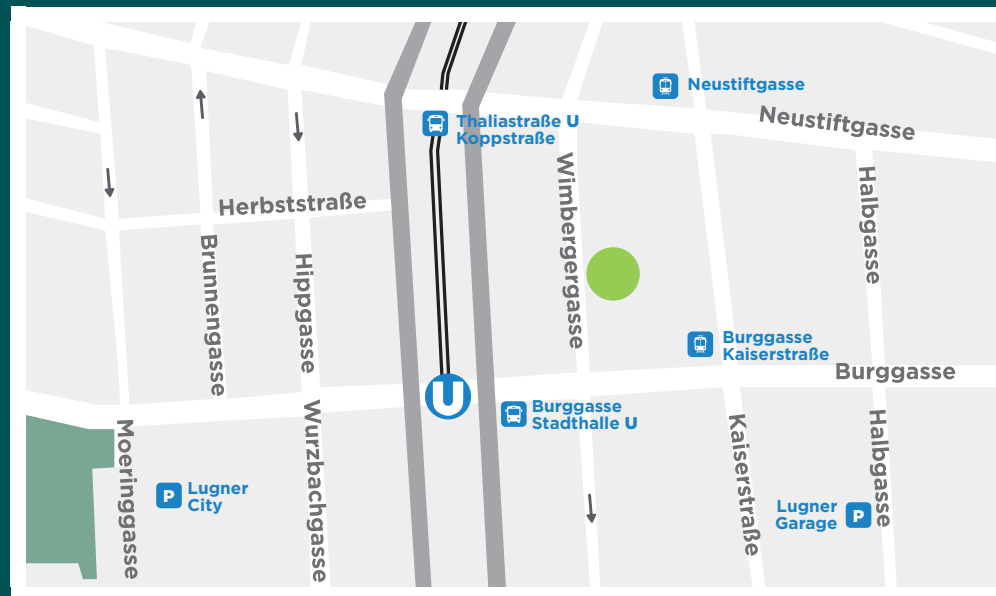 Neustiftgasse
Neustiftgasse
Thaliastraße U
Koppstraße
Herbststraße
Brunnengasse
Hippgasse
Wimbergergasse
Halbgasse
Burggasse
Kaiserstraße
Burggasse
U
Burggasse
Stadthalle U
Moeringgasse
P
Lugner
City
Wurzbachgasse
Kaiserstraße
Halbgasse
Lugner
Garage
P